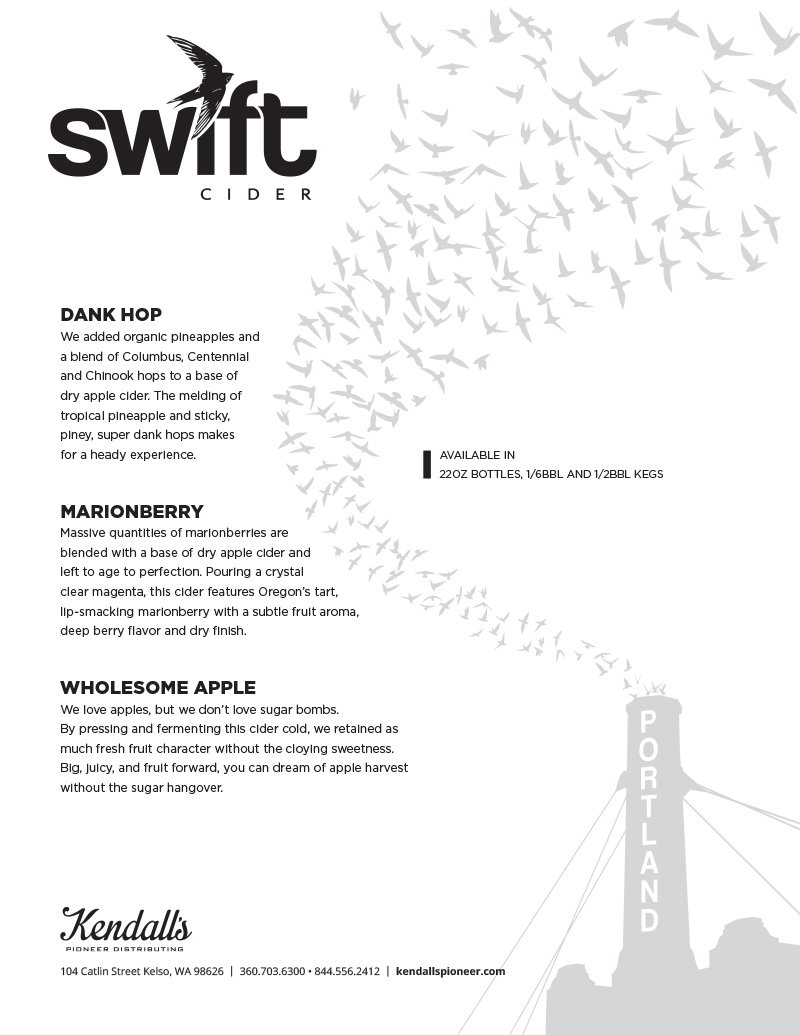 swift
CIDER
DANK HOP
We added organic pineapples and
a blend of Columbus, Centennial
and Chinook hops to a base of
dry apple cider. The melding of
tropical pineapple and sticky,
piney, super dank hops makes
for a heady experience.
AVAILABLE IN
22OZ BOTTLES, 1/6BBL AND 1/2BBL KEGS
MARIONBERRY
Massive quantities of marionberries are
blended with a base of dry apple cider and
left to age to perfection. Pouring a crystal
clear magenta, this cider features Oregon's tart,
lip-smacking marionberry with a subtle fruit aroma,
deep berry flavor and dry finish.
WHOLESOME APPLE
We love apples, but we don't love sugar bombs.
By pressing and fermenting this cider cold, we retained as
much fresh fruit character without the cloying sweetness.
Big, juicy, and fruit forward, you can dream of apple harvest
without the sugar hangover.
PORTLAND
Kendall's
PIONEER DISTRIBUTING
104 Catlin Street Kelso, WA 98626 | 360.703.6300 • 844.556.2412 | kendallspioneer.com